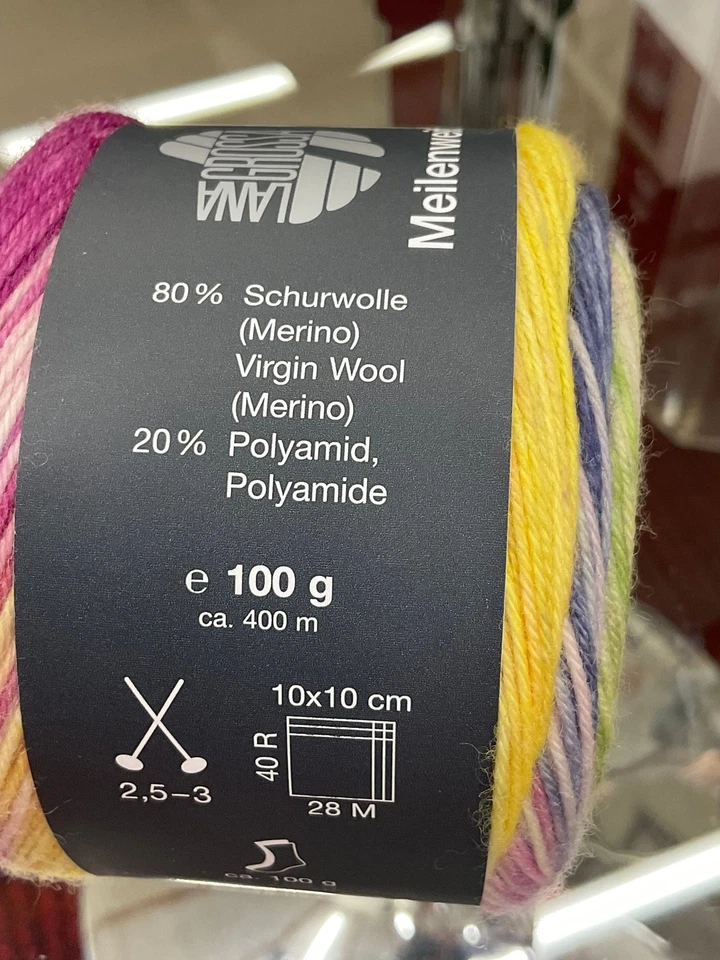 LANA
GROSSA
Meilenwei
80 % Schurwolle
(Merino)
Virgin Wool
(Merino)
20 % Polyamid,
Polyamide
℮ 100 g
ca. 400 m
10x10 cm
40 R
28 M
2,5–3
ca. 100 g